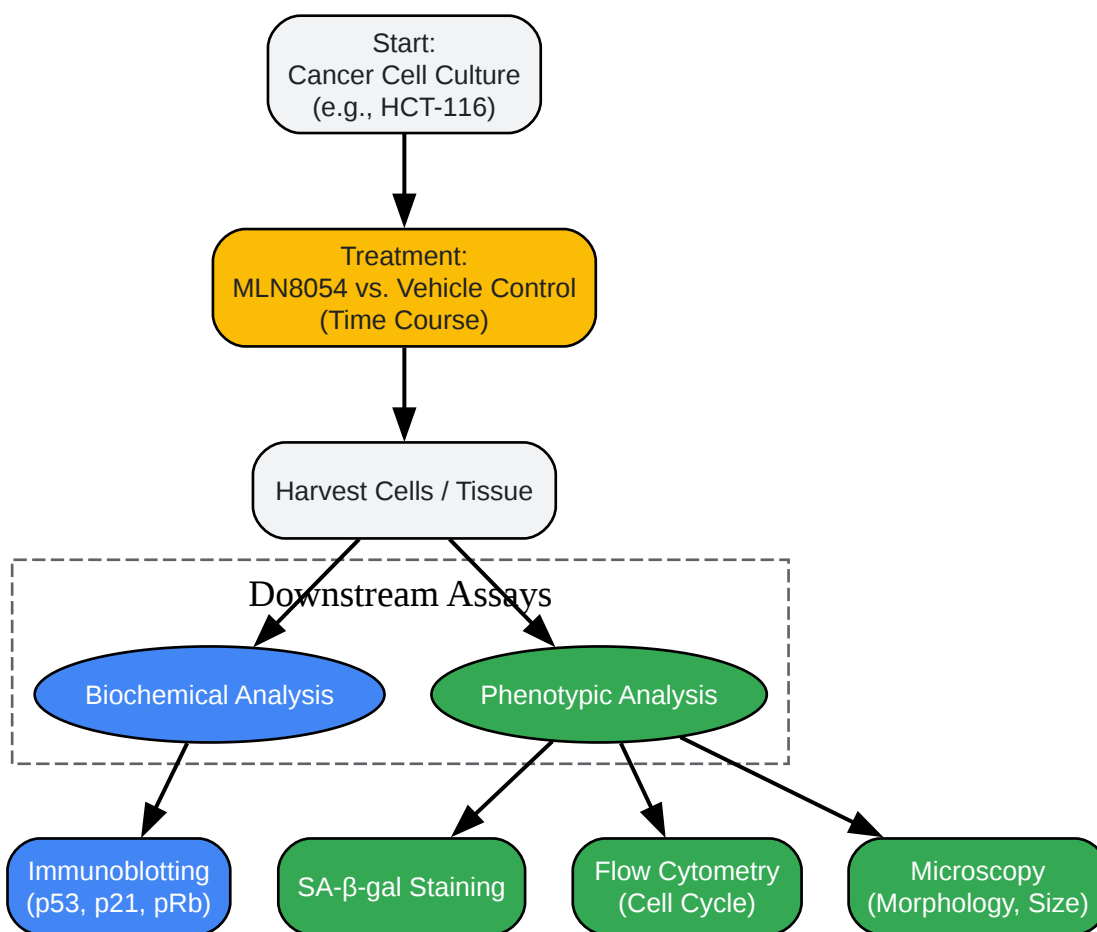 Start:
Cancer Cell Culture
(e.g., HCT-116)
Treatment:
MLN8054 vs. Vehicle Control
(Time Course)
Harvest Cells / Tissue
Downstream Assays
Biochemical Analysis
Phenotypic Analysis
Immunoblotting
(p53, p21, pRb)
SA-β-gal Staining
Flow Cytometry
(Cell Cycle)
Microscopy
(Morphology, Size)